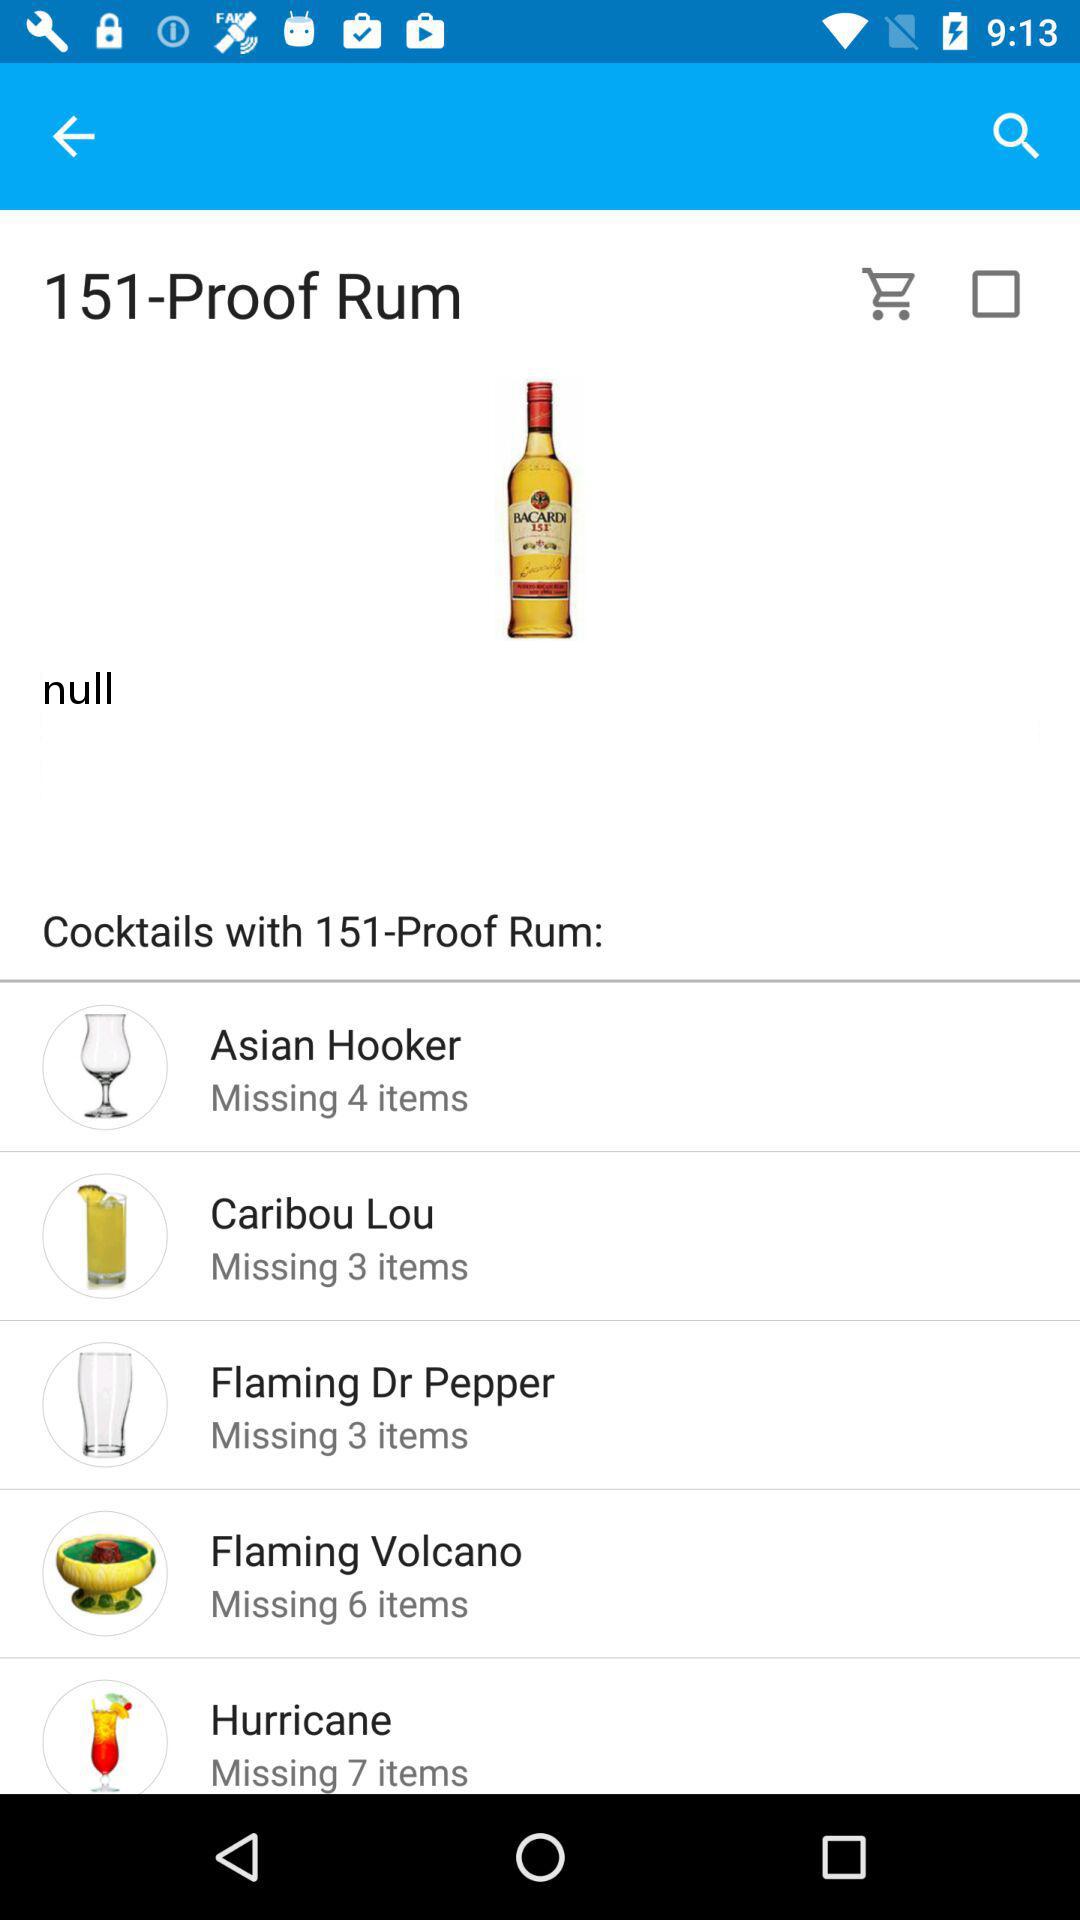 FAKE
9:13
151-Proof Rum
BACARDI
151
null
Cocktails with 151-Proof Rum:
Asian Hooker
Missing 4 items
Caribou Lou
Missing 3 items
Flaming Dr Pepper
Missing 3 items
Flaming Volcano
Missing 6 items
Hurricane
Missing 7 items